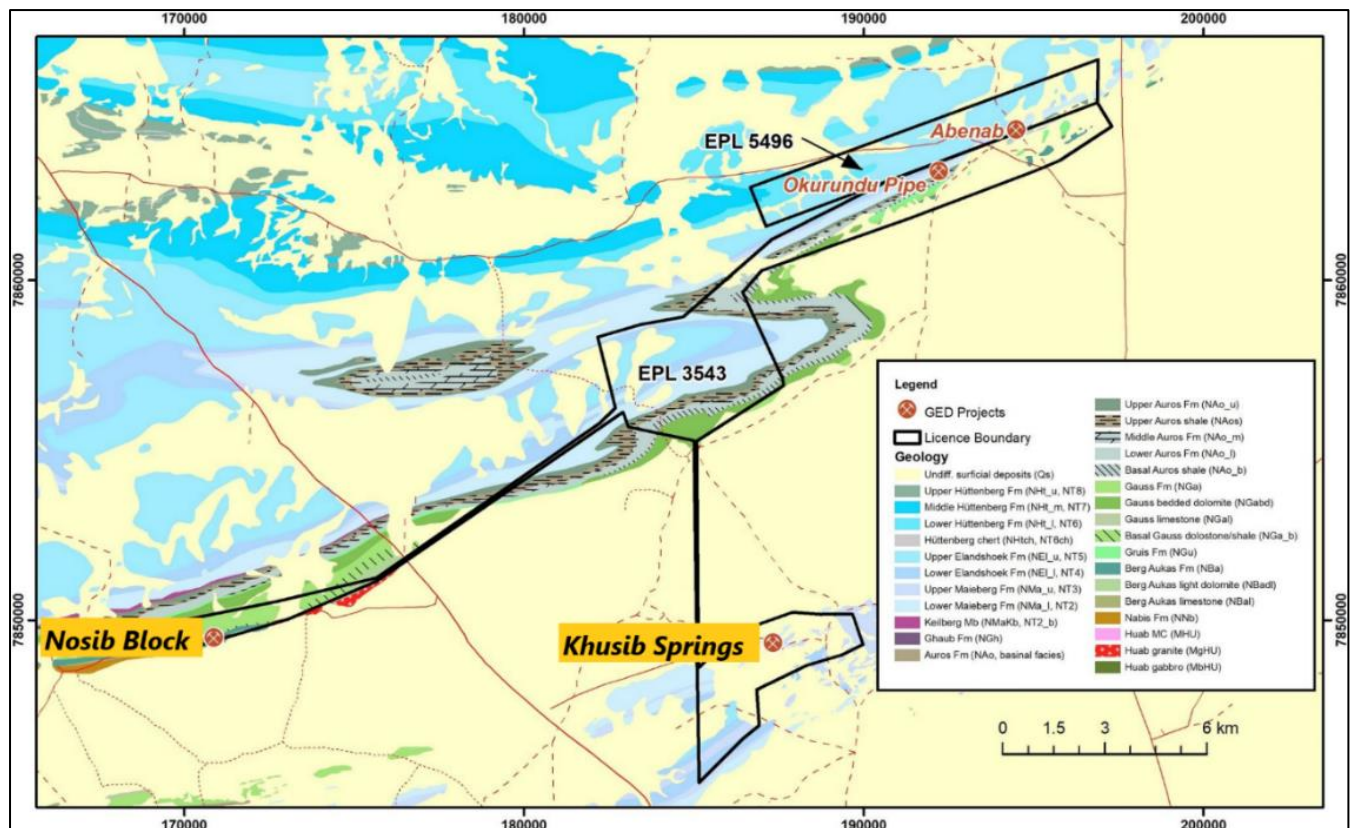 170000
180000
190000
200000
7860000
7860000
7850000
7850000
Abenab
EPL 5496
Okurundu Pipe
EPL 3543
Nosib Block
Khusib Springs
Legend
GED Projects
Licence Boundary
Geology
Undiff. surficial deposits (Qs)
Upper Hüttenberg Fm (NHt_u, NT8)
Middle Hüttenberg Fm (NHt_m, NT7)
Lower Hüttenberg Fm (NHt_l, NT6)
Hüttenberg chert (NHtch, NT6ch)
Upper Elandshoek Fm (NEl_u, NT5)
Lower Elandshoek Fm (NEl_l, NT4)
Upper Maieberg Fm (NMa_u, NT3)
Lower Maieberg Fm (NMa_l, NT2)
Keilberg Mb (NMaKb, NT2_b)
Ghaub Fm (NGh)
Auros Fm (NAo, basinal facies)
Upper Auros Fm (NAo_u)
Upper Auros shale (NAos)
Middle Auros Fm (NAo_m)
Lower Auros Fm (NAo_l)
Basal Auros shale (NAo_b)
Gauss Fm (NGa)
Gauss bedded dolomite (NGabd)
Gauss limestone (NGal)
Basal Gauss dolostone/shale (NGa_b)
Gruis Fm (NGu)
Berg Aukas Fm (NBa)
Berg Aukas light dolomite (NBadl)
Berg Aukas limestone (NBal)
Nabis Fm (NNb)
Huab MC (MHU)
Huab granite (MgHU)
Huab gabbro (MbHU)
0 1.5 3 6 km
170000
180000
190000
200000